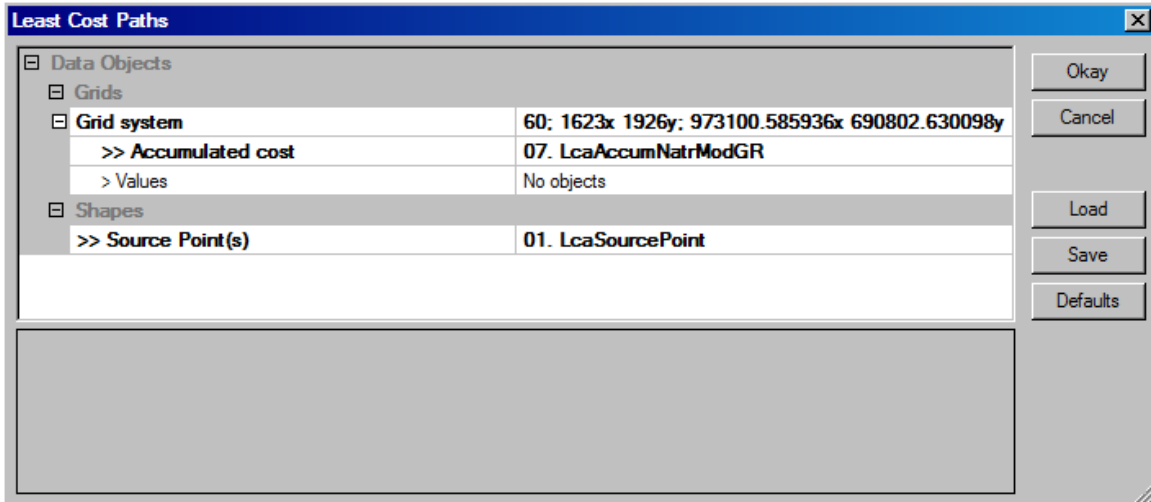 Least Cost Paths
Data Objects
Grids
Grid system 60; 1623x 1926y; 973100.585936x 690802.630098y
>> Accumulated cost 07. LcaAccumNatrModGR
> Values No objects
Shapes
>> Source Point(s) 01. LcaSourcePoint
Okay
Cancel
Load
Save
Defaults